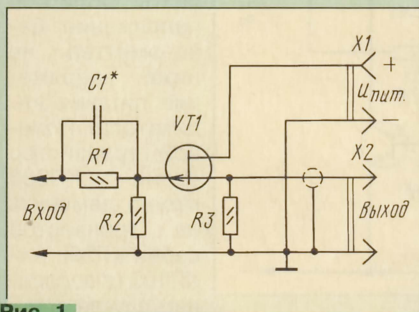 X1
C1*
+
Uпит.
VT1
−
R1
X2
Вход
R2
R3
Выход
Рис. 1